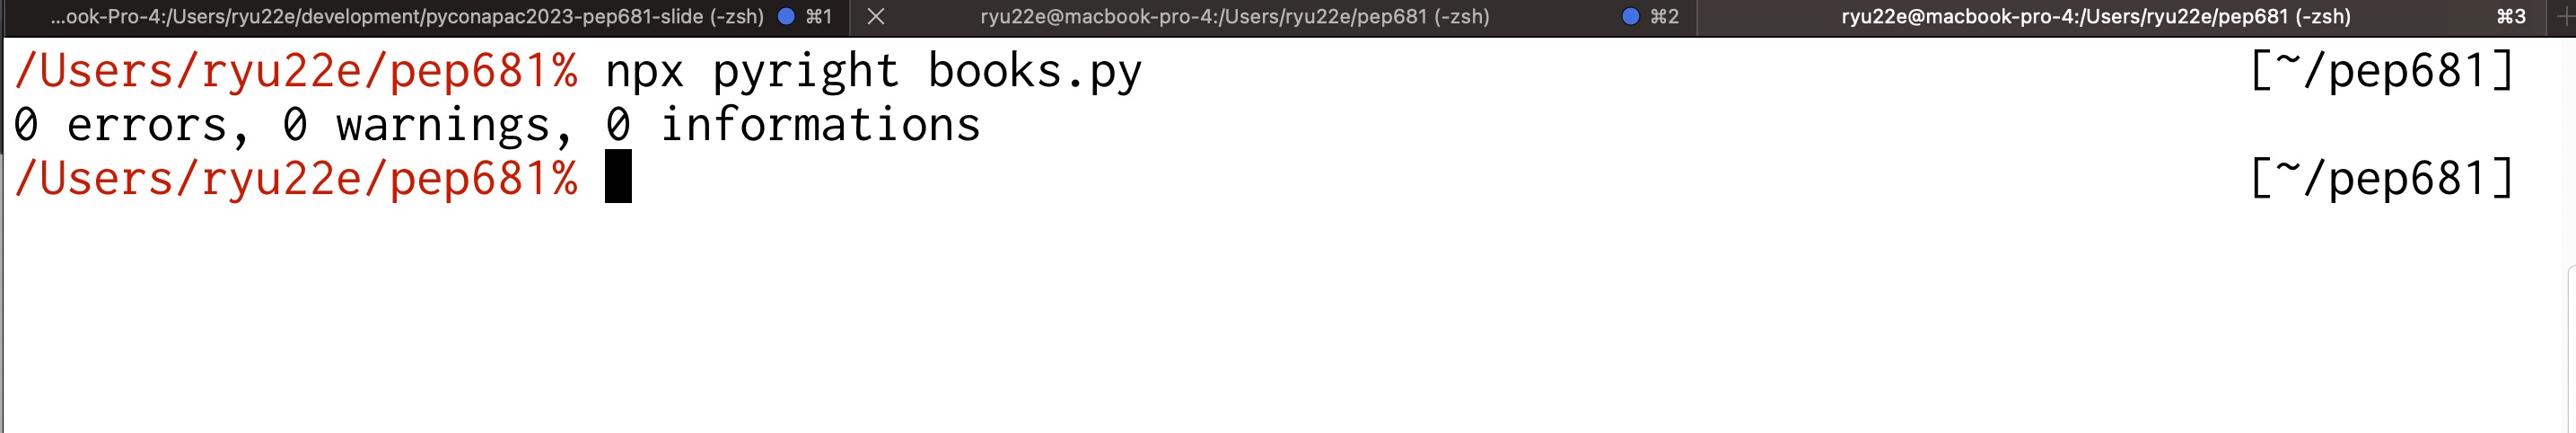 ...ook-Pro-4:/Users/ryu22e/development/pyconapac2023-pep681-slide (-zsh) ⌘1 ryu22e@macbook-pro-4:/Users/ryu22e/pep681 (-zsh) ⌘2 ryu22e@macbook-pro-4:/Users/ryu22e/pep681 (-zsh) ⌘3
/Users/ryu22e/pep681% npx pyright books.py [~/pep681]
0 errors, 0 warnings, 0 informations
/Users/ryu22e/pep681% [~/pep681]